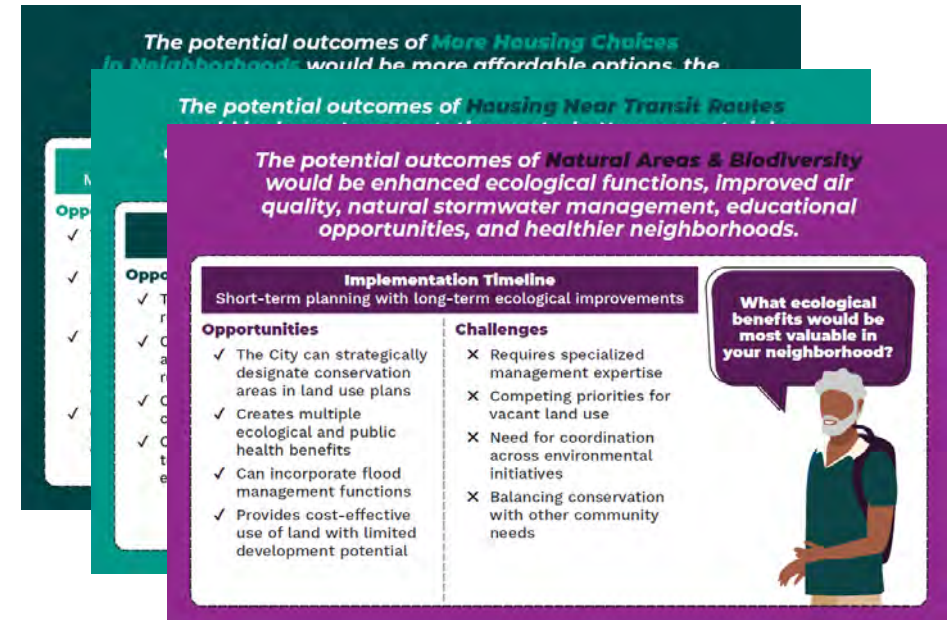 The potential outcomes of More Housing Choices
in Neighborhoods would be more affordable options, the
The potential outcomes of Housing Near Transit Routes
The potential outcomes of Natural Areas & Biodiversity
would be enhanced ecological functions, improved air
quality, natural stormwater management, educational
opportunities, and healthier neighborhoods.
Implementation Timeline
Short-term planning with long-term ecological improvements
Opportunities
✓ The City can strategically
designate conservation
areas in land use plans
✓ Creates multiple
ecological and public
health benefits
✓ Can incorporate flood
management functions
✓ Provides cost-effective
use of land with limited
development potential
Challenges
✕ Requires specialized
management expertise
✕ Competing priorities for
vacant land use
✕ Need for coordination
across environmental
initiatives
✕ Balancing conservation
with other community
needs
What ecological
benefits would be
most valuable in
your neighborhood?